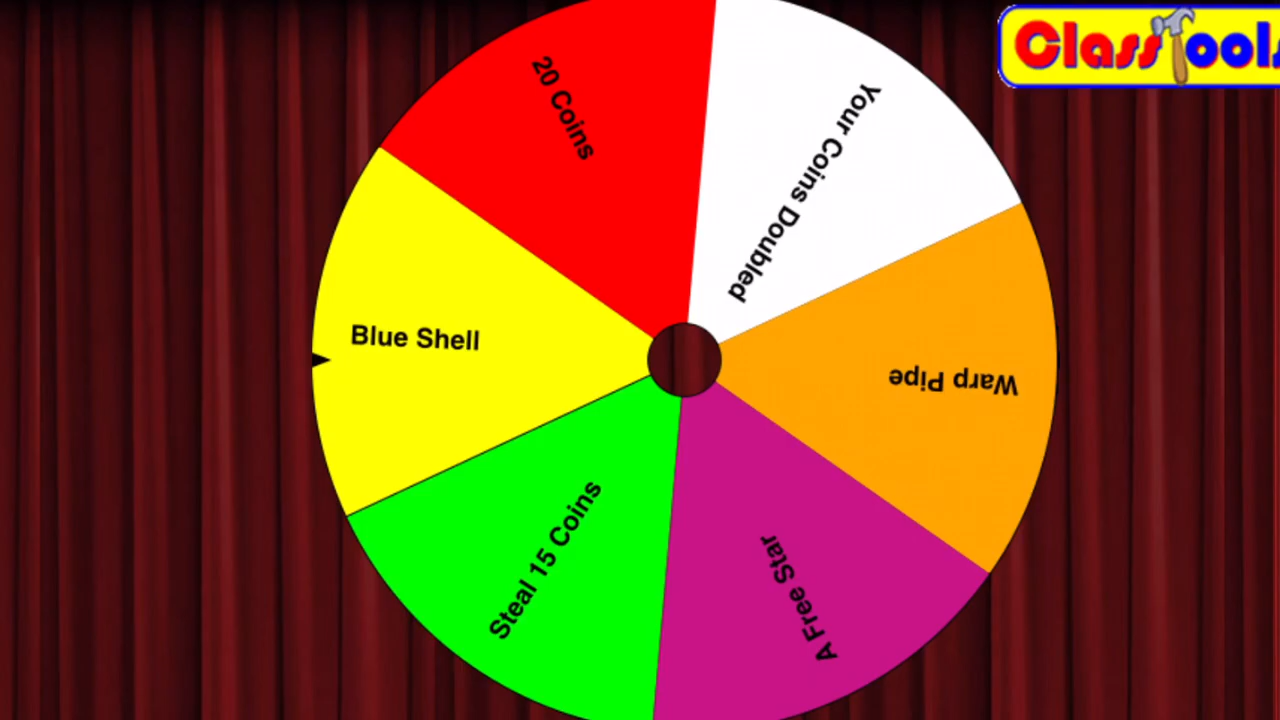 ClassTools
20 Coins
Your Coins Doubled
Blue Shell
Warp Pipe
Steal 15 Coins
A Free Star